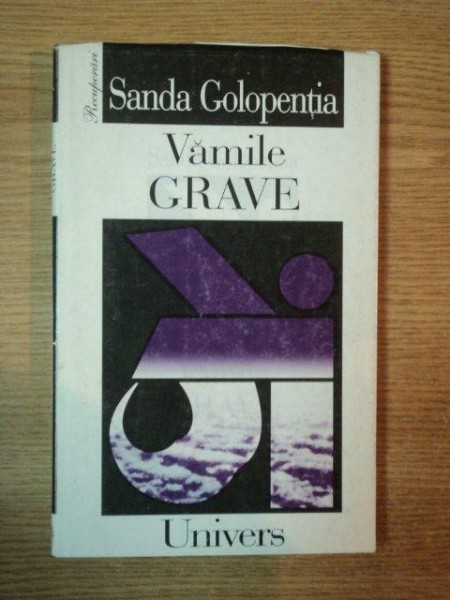 Recuperări
Sanda Golopenția
Vămile
GRAVE
Univers